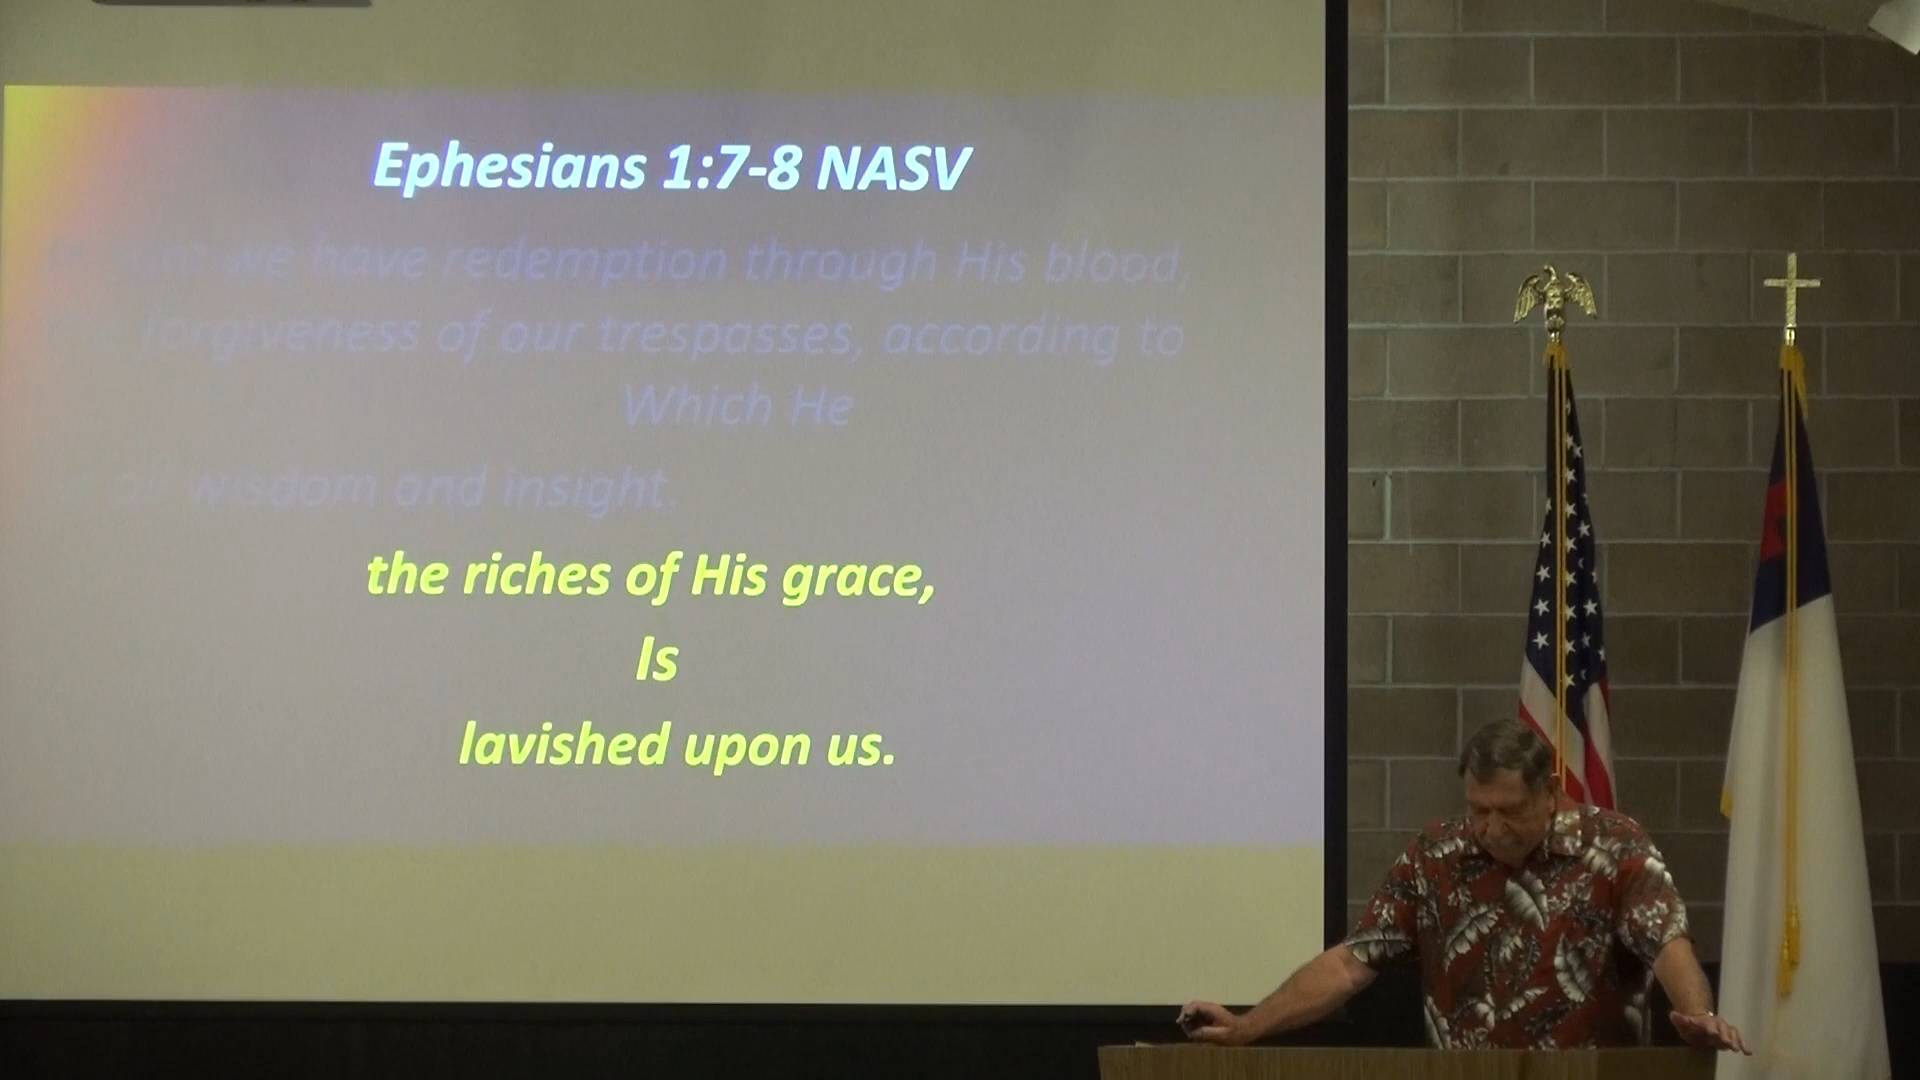 Ephesians 1:7-8 NASV
we have redemption through His blood,
forgiveness of our trespasses, according to
Which He
all wisdom and insight.
the riches of His grace,
Is
lavished upon us.